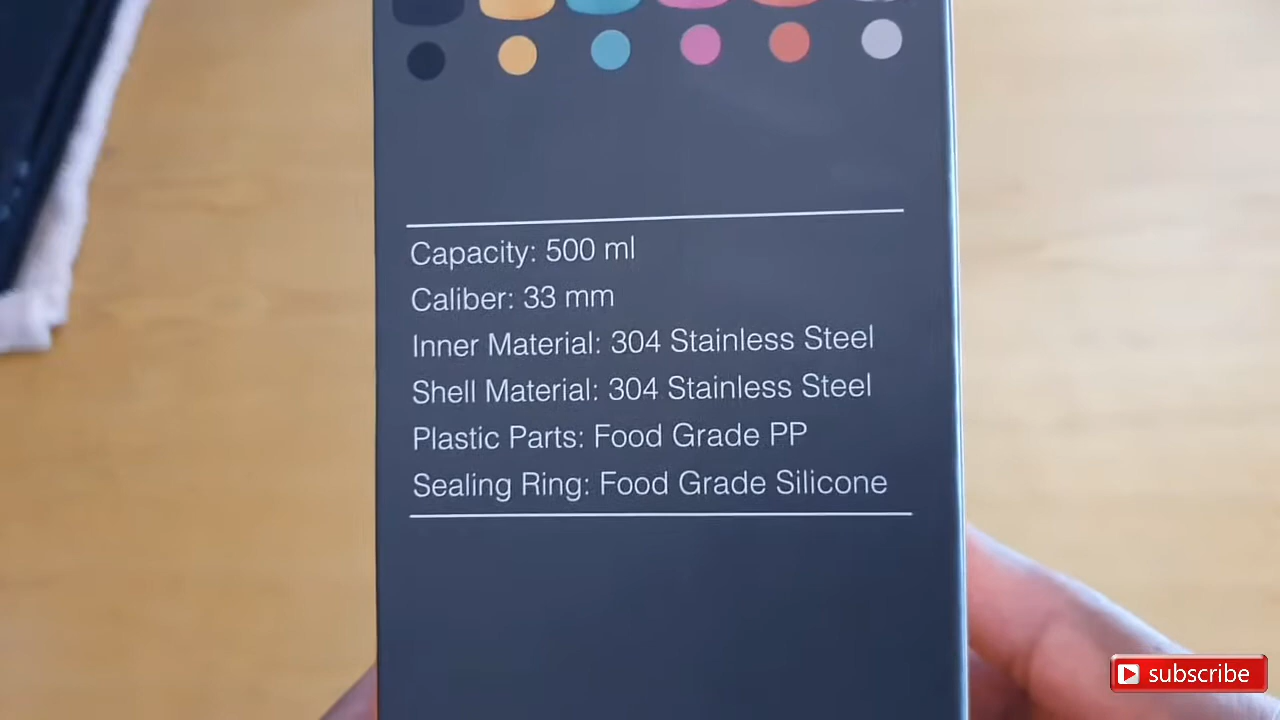 Capacity: 500 ml
Caliber: 33 mm
Inner Material: 304 Stainless Steel
Shell Material: 304 Stainless Steel
Plastic Parts: Food Grade PP
Sealing Ring: Food Grade Silicone
subscribe